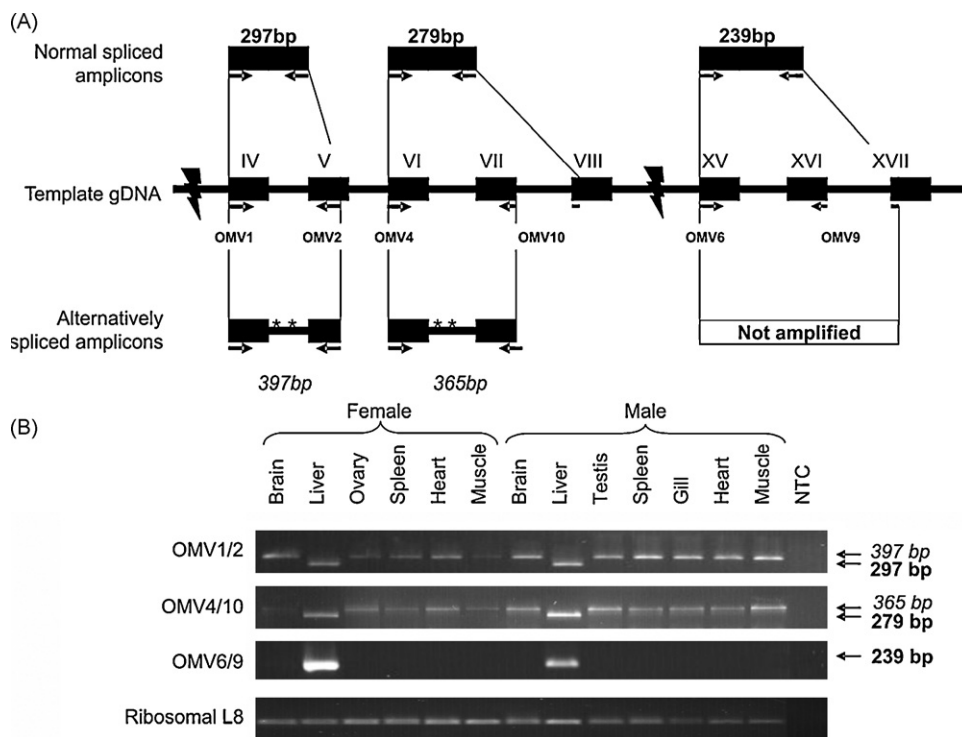 (A)
297bp
279bp
239bp
Normal spliced
amplicons
IV
V
VI
VII
VIII
XV
XVI
XVII
Template gDNA
OMV1
OMV2
OMV4
OMV10
OMV6
OMV9
Alternatively
spliced amplicons
* *
* *
Not amplified
397bp
365bp
(B)
Female
Male
Brain
Liver
Ovary
Spleen
Heart
Muscle
Brain
Liver
Testis
Spleen
Gill
Heart
Muscle
NTC
OMV1/2
397 bp
297 bp
OMV4/10
365 bp
279 bp
OMV6/9
239 bp
Ribosomal L8